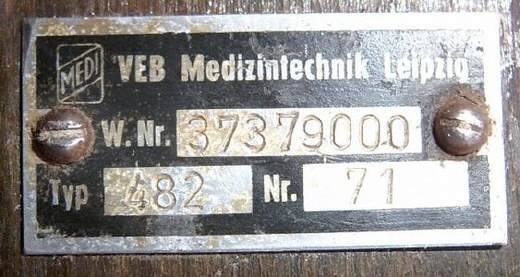 MEDI VEB Medizintechnik Leipzig
W. Nr. 37379000
Typ 482 Nr. 71